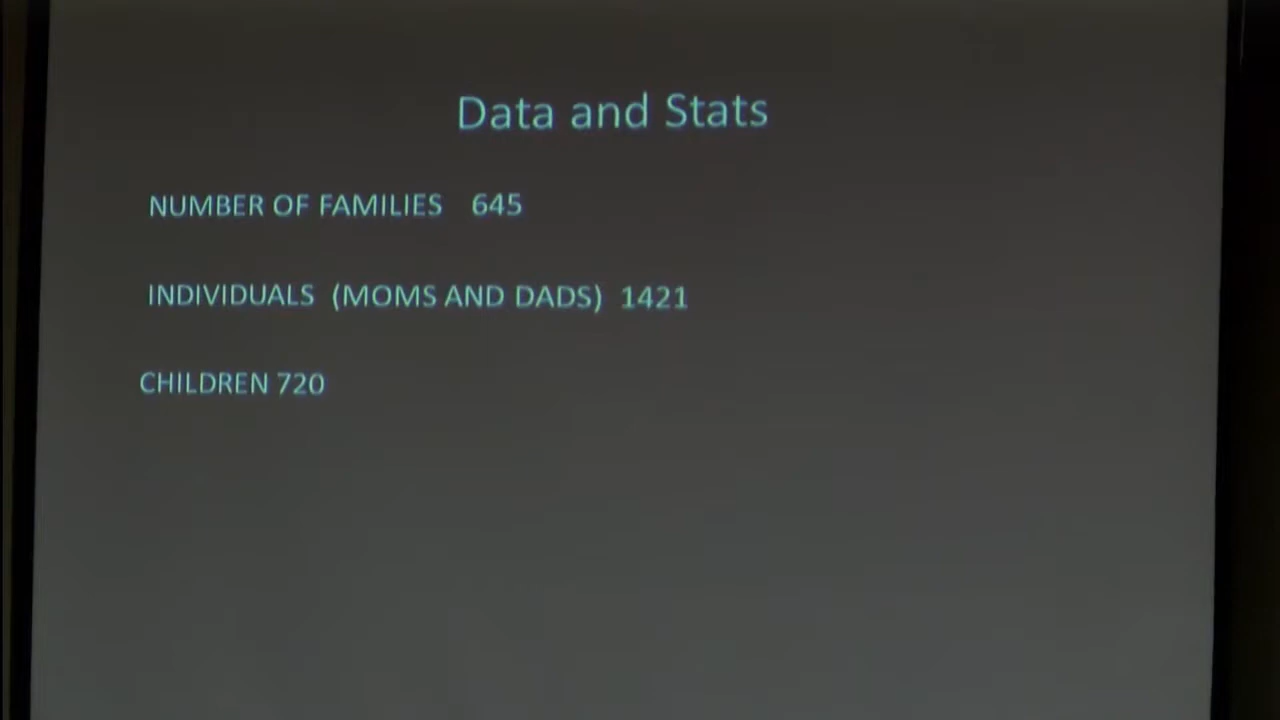 Data and Stats
NUMBER OF FAMILIES 645
INDIVIDUALS (MOMS AND DADS) 1421
CHILDREN 720